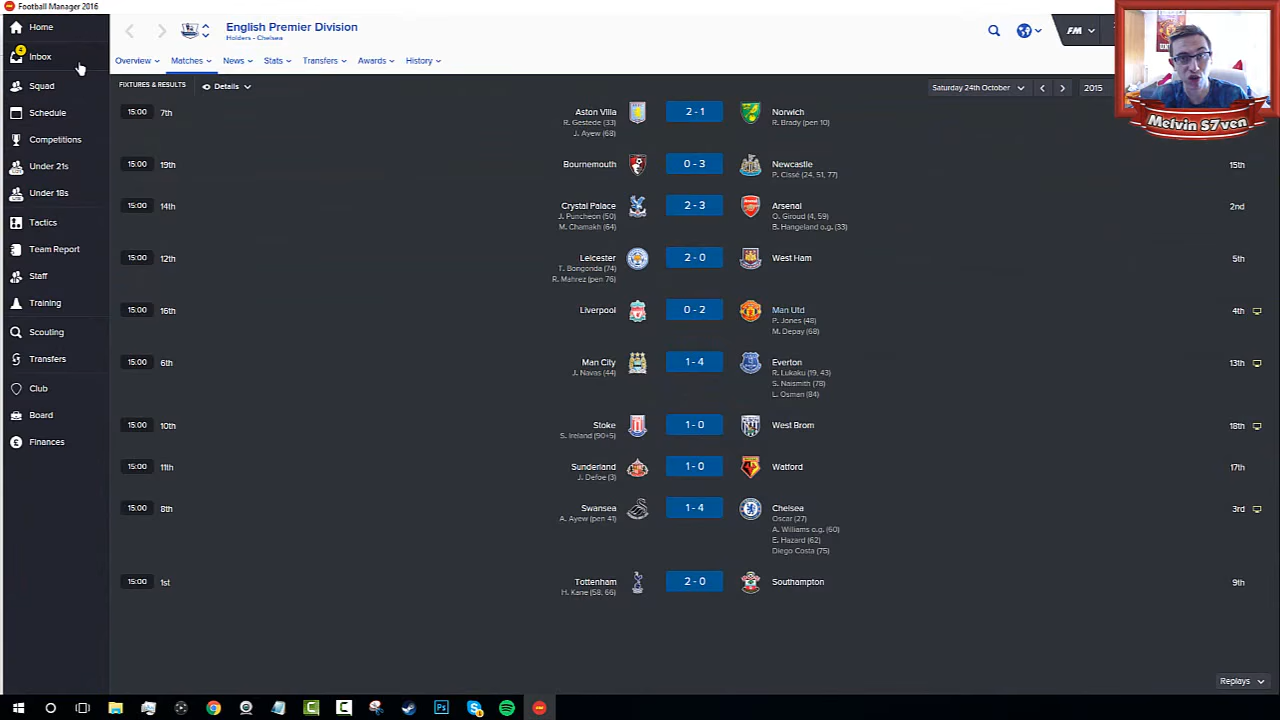 Football Manager 2016
Home
4
Inbox
Squad
Schedule
Competitions
Under 21s
Under 18s
Tactics
Team Report
Staff
Training
Scouting
Transfers
Club
Board
Finances
English Premier Division
Holders - Chelsea
FM
Overview
Matches
News
Stats
Transfers
Awards
History
FIXTURES & RESULTS
Details
Saturday 24th October
2015
15:00 7th Aston Villa 2 - 1 Norwich
R. Gestede (33) R. Brady (pen 10)
J. Ayew (68)
15:00 19th Bournemouth 0 - 3 Newcastle 15th
P. Cissé (24, 51, 77)
15:00 14th Crystal Palace 2 - 3 Arsenal 2nd
J. Puncheon (50) O. Giroud (4, 59)
M. Chamakh (64) B. Hangeland o.g. (33)
15:00 12th Leicester 2 - 0 West Ham 5th
T. Bongonda (74)
R. Mahrez (pen 76)
15:00 16th Liverpool 0 - 2 Man Utd 4th
P. Jones (48)
M. Depay (68)
15:00 6th Man City 1 - 4 Everton 13th
J. Navas (44) R. Lukaku (19, 43)
S. Naismith (78)
L. Osman (84)
15:00 10th Stoke 1 - 0 West Brom 18th
S. Ireland (90+5)
15:00 11th Sunderland 1 - 0 Watford 17th
J. Defoe (3)
15:00 8th Swansea 1 - 4 Chelsea 3rd
A. Ayew (pen 41) Oscar (27)
A. Williams o.g. (60)
E. Hazard (62)
Diego Costa (75)
15:00 1st Tottenham 2 - 0 Southampton 9th
H. Kane (58, 66)
Replays
Melvin S7ven